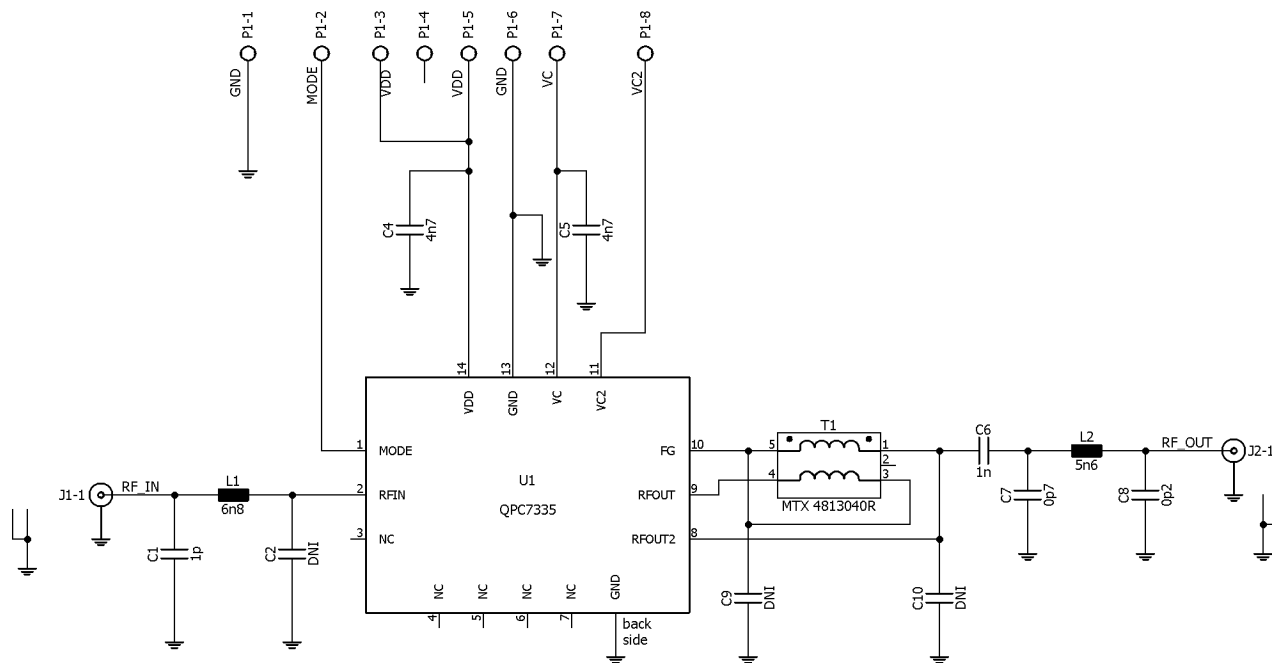 P1-1
P1-2
P1-3
P1-4
P1-5
P1-6
P1-7
P1-8
GND
MODE
VDD
VDD
GND
VC
VC2
C4
4n7
C5
4n7
14
13
12
11
VDD
GND
VC
VC2
1
MODE
FG
10
T1
5
1
2
4
3
MTX 4813040R
C6
1n
L2
5n6
RF_OUT
J2-1
C7
0p7
C8
0p2
J1-1
RF_IN
L1
6n8
2
RFIN
U1
QPC7335
RFOUT
9
C1
1p
C2
DNI
3
NC
RFOUT2
8
NC
NC
NC
NC
GND
4
5
6
7
back
side
C9
DNI
C10
DNI